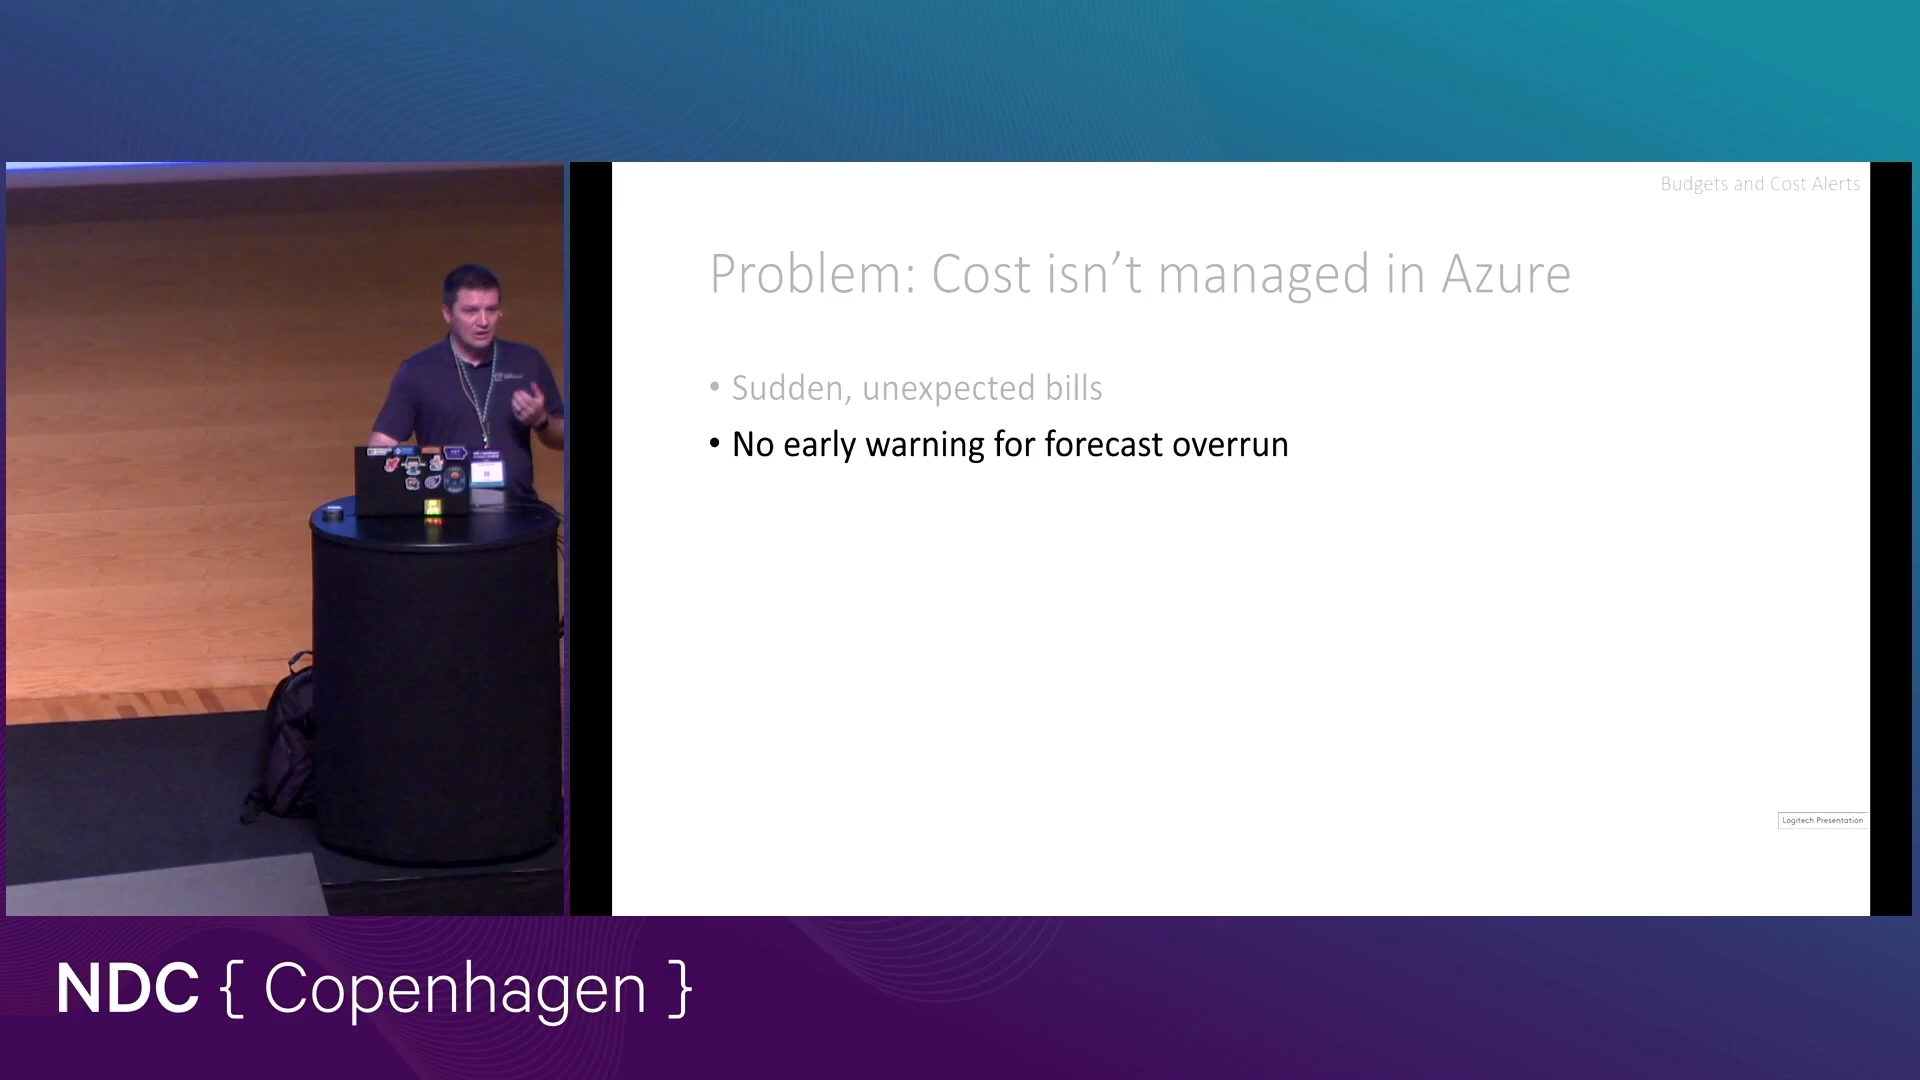 Budgets and Cost Alerts
Problem: Cost isn’t managed in Azure
• Sudden, unexpected bills
• No early warning for forecast overrun
Logitech Presentation
NDC { Copenhagen }